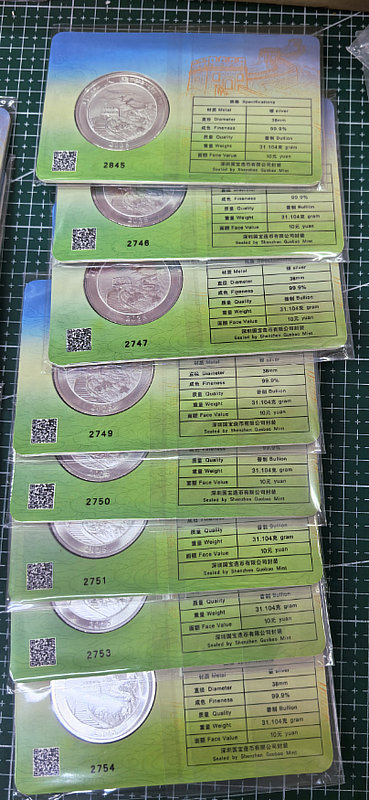 规格 Specifications
材质 Metal 银 silver
直径 Diameter 38mm
成色 Fineness 99.9%
质量 Quality 普制 Bullion
重量 Weight 31.104克 gram
面额 Face Value 10元 yuan
深圳国宝造币有限公司封装
Sealed by Shenzhen Guobao Mint
2845
99.9%
质量 Quality 普制 Bullion
重量 Weight 31.104克 gram
面额 Face Value 10元 yuan
深圳国宝造币有限公司封装
Sealed by Shenzhen Guobao Mint
2746
材质 Metal 银 silver
直径 Diameter 38mm
成色 Fineness 99.9%
质量 Quality 普制 Bullion
重量 Weight 31.104克 gram
面额 Face Value 10元 yuan
深圳国宝造币有限公司封装
Sealed by Shenzhen Guobao Mint
2747
材质 Metal 银 silver
直径 Diameter 38mm
成色 Fineness 99.9%
质量 Quality 普制 Bullion
重量 Weight 31.104克 gram
面额 Face Value 10元 yuan
深圳国宝造币有限公司封装
Sealed by Shenzhen Guobao Mint
2749
成色 Fineness 99.9%
质量 Quality 普制 Bullion
重量 Weight 31.104克 gram
面额 Face Value 10元 yuan
深圳国宝造币有限公司封装
Sealed by Shenzhen Guobao Mint
2750
质量 Quality 普制 Bullion
重量 Weight 31.104克 gram
面额 Face Value 10元 yuan
深圳国宝造币有限公司封装
Sealed by Shenzhen Guobao Mint
2751
质量 Quality 普制 Bullion
重量 Weight 31.104克 gram
面额 Face Value 10元 yuan
深圳国宝造币有限公司封装
Sealed by Shenzhen Guobao Mint
2753
材质 Metal 银 silver
直径 Diameter 38mm
成色 Fineness 99.9%
质量 Quality 普制 Bullion
重量 Weight 31.104克 gram
面额 Face Value 10元 yuan
深圳国宝造币有限公司封装
Sealed by Shenzhen Guobao Mint
2754